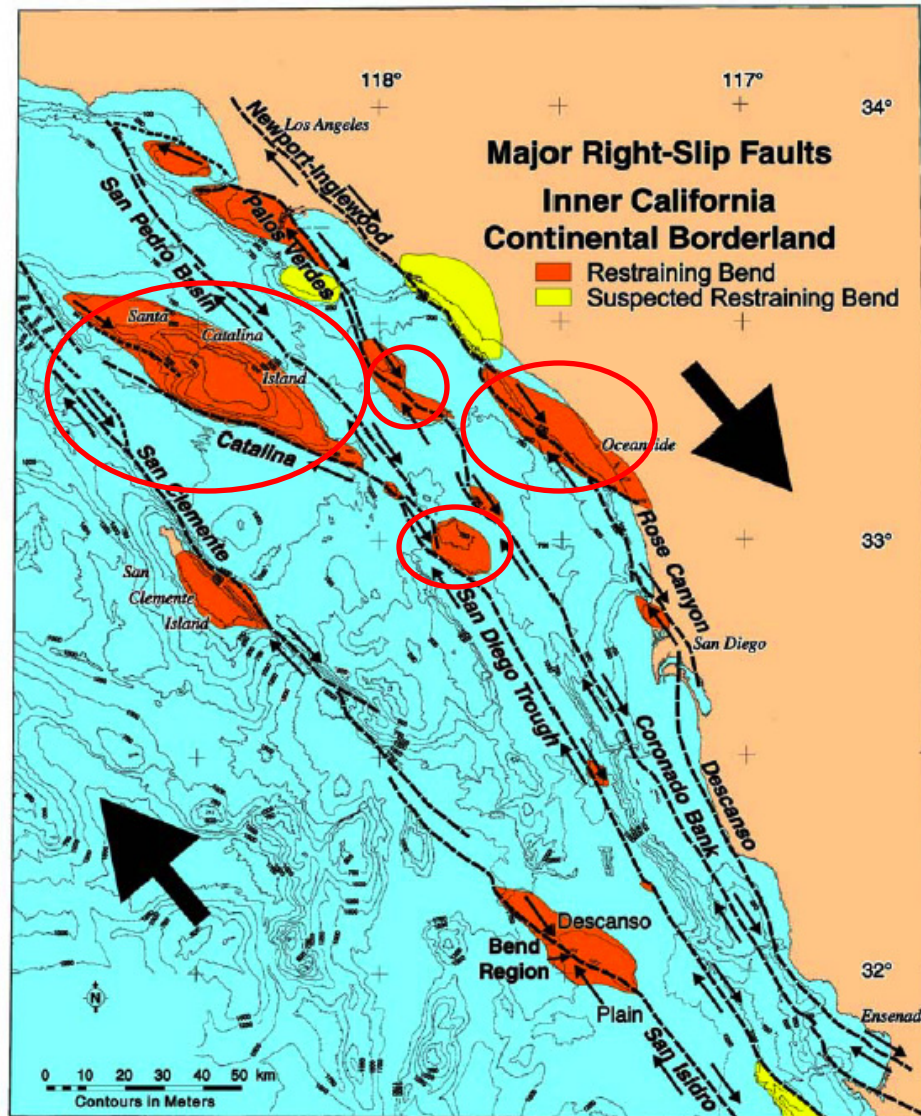 118°
117°
34°
Los Angeles
Newport-Inglewood
Major Right-Slip Faults
Inner California
Continental Borderland
Restraining Bend
Suspected Restraining Bend
San Pedro Basin
Palos Verdes
Santa
Catalina
Island
Catalina
Oceanside
San Clemente
Rose Canyon
33°
San
Clemente
Island
San Diego
San Diego Trough
Coronado Bank
Descanso
Descanso
Bend
Region
Plain
32°
San Isidro
Ensenad
N
0 10 20 30 40 50 km
Contours in Meters